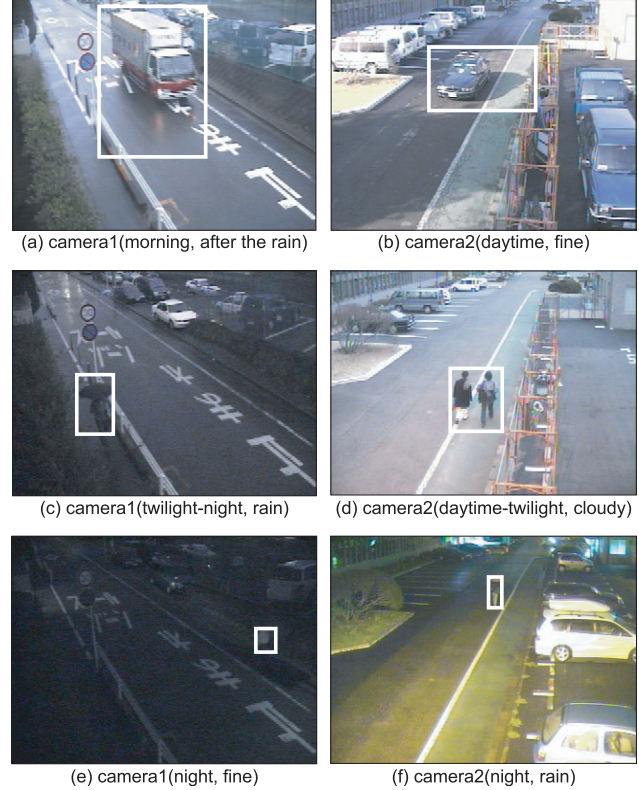 (a) camera1(morning, after the rain)
(b) camera2(daytime, fine)
(c) camera1(twilight-night, rain)
(d) camera2(daytime-twilight, cloudy)
(e) camera1(night, fine)
(f) camera2(night, rain)